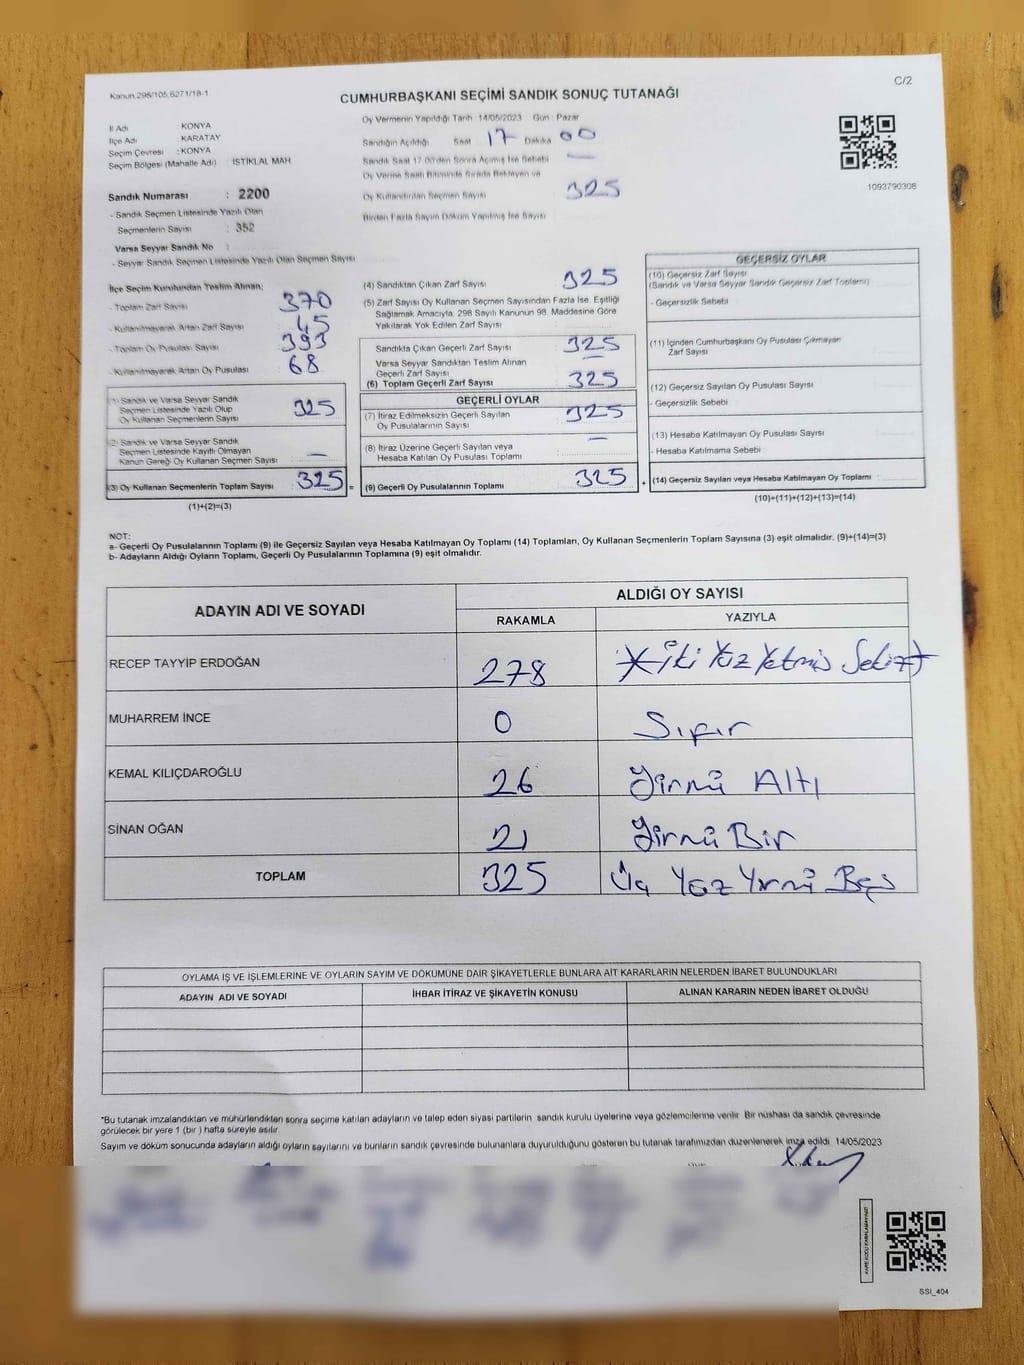 Kanun.298/105,6271/18-1
C/2
CUMHURBAŞKANI SEÇİMİ SANDIK SONUÇ TUTANAĞI
İl Adı : KONYA
İlçe Adı : KARATAY
Seçim Çevresi : KONYA
Seçim Bölgesi (Mahalle Adı) : İSTİKLAL MAH
Sandık Numarası : 2200
- Sandık Seçmen Listesinde Yazılı Olan
Seçmenlerin Sayısı : 352
Varsa Seyyar Sandık No :
- Seyyar Sandık Seçmen Listesinde Yazılı Olan Seçmen Sayısı
Oy Vermenin Yapıldığı Tarih 14/05/2023 Gün : Pazar
Sandığın Açıldığı Saat 17 Dakika 00
Sandık Saat 17.00'den Sonra Açılmış İse Sebebi —
Oy Verme Saati Bitiminde Sırada Bekleyen ve
Oy Kullandırılan Seçmen Sayısı 325
Birden Fazla Sayım Döküm Yapılmış İse Sayısı
1093790308
İlçe Seçim Kurulundan Teslim Alınan;
- Toplam Zarf Sayısı 370
- Kullanılmayarak Artan Zarf Sayısı 45
- Toplam Oy Pusulası Sayısı 393
- Kullanılmayarak Artan Oy Pusulası 68
(1) Sandık ve Varsa Seyyar Sandık
Seçmen Listesinde Yazılı Olup
Oy Kullanan Seçmenlerin Sayısı 325
(2) Sandık ve Varsa Seyyar Sandık
Seçmen Listesinde Kayıtlı Olmayan
Kanun Gereği Oy Kullanan Seçmen Sayısı —
(3) Oy Kullanan Seçmenlerin Toplam Sayısı 325 =
(1)+(2)=(3)
(4) Sandıktan Çıkan Zarf Sayısı 325
(5) Zarf Sayısı Oy Kullanan Seçmen Sayısından Fazla İse, Eşitliği
Sağlamak Amacıyla, 298 Sayılı Kanunun 98. Maddesine Göre
Yakılarak Yok Edilen Zarf Sayısı
Sandıkta Çıkan Geçerli Zarf Sayısı 325
Varsa Seyyar Sandıktan Teslim Alınan
Geçerli Zarf Sayısı —
(6) Toplam Geçerli Zarf Sayısı 325
GEÇERLİ OYLAR
(7) İtiraz Edilmeksizin Geçerli Sayılan
Oy Pusulalarının Sayısı 325
(8) İtiraz Üzerine Geçerli Sayılan veya
Hesaba Katılan Oy Pusulası Toplamı —
(9) Geçerli Oy Pusulalarının Toplamı 325 +
GEÇERSİZ OYLAR
(10) Geçersiz Zarf Sayısı
(Sandık ve Varsa Seyyar Sandık Geçersiz Zarf Toplamı)
- Geçersizlik Sebebi
(11) İçinden Cumhurbaşkanı Oy Pusulası Çıkmayan
Zarf Sayısı
(12) Geçersiz Sayılan Oy Pusulası Sayısı
- Geçersizlik Sebebi
(13) Hesaba Katılmayan Oy Pusulası Sayısı
- Hesaba Katılmama Sebebi
(14) Geçersiz Sayılan veya Hesaba Katılmayan Oy Toplamı
(10)+(11)+(12)+(13)=(14)
NOT:
a- Geçerli Oy Pusulalarının Toplamı (9) ile Geçersiz Sayılan veya Hesaba Katılmayan Oy Toplamı (14) Toplamları, Oy Kullanan Seçmenlerin Toplam Sayısına (3) eşit olmalıdır. (9)+(14)=(3)
b- Adayların Aldığı Oyların Toplamı, Geçerli Oy Pusulalarının Toplamına (9) eşit olmalıdır.
ADAYIN ADI VE SOYADI
ALDIĞI OY SAYISI
RAKAMLA YAZIYLA
RECEP TAYYİP ERDOĞAN 278 İki Yüz Yetmiş Sekiz
MUHARREM İNCE 0 Sıfır
KEMAL KILIÇDAROĞLU 26 Yirmi Altı
SİNAN OĞAN 21 Yirmi Bir
TOPLAM 325 Üç Yüz Yirmi Beş
OYLAMA İŞ VE İŞLEMLERİNE VE OYLARIN SAYIM VE DÖKÜMÜNE DAİR ŞİKAYETLERLE BUNLARA AİT KARARLARIN NELERDEN İBARET BULUNDUKLARI
ADAYIN ADI VE SOYADI İHBAR İTİRAZ VE ŞİKAYETİN KONUSU ALINAN KARARIN NEDEN İBARET OLDUĞU
*Bu tutanak imzalandıktan ve mühürlendikten sonra seçime katılan adayların ve talep eden siyasi partilerin sandık kurulu üyelerine veya gözlemcilerine verilir. Bir nüshası da sandık çevresinde
görülecek bir yere 1 (bir) hafta süreyle asılır.
Sayım ve döküm sonucunda adayların aldığı oyların sayılarını ve bunların sandık çevresinde bulunanlara duyurulduğunu gösteren bu tutanak tarafımızdan düzenlenerek imza edildi. 14/05/2023
KAREKODU KARALAMAYINIZ!
SSI_404